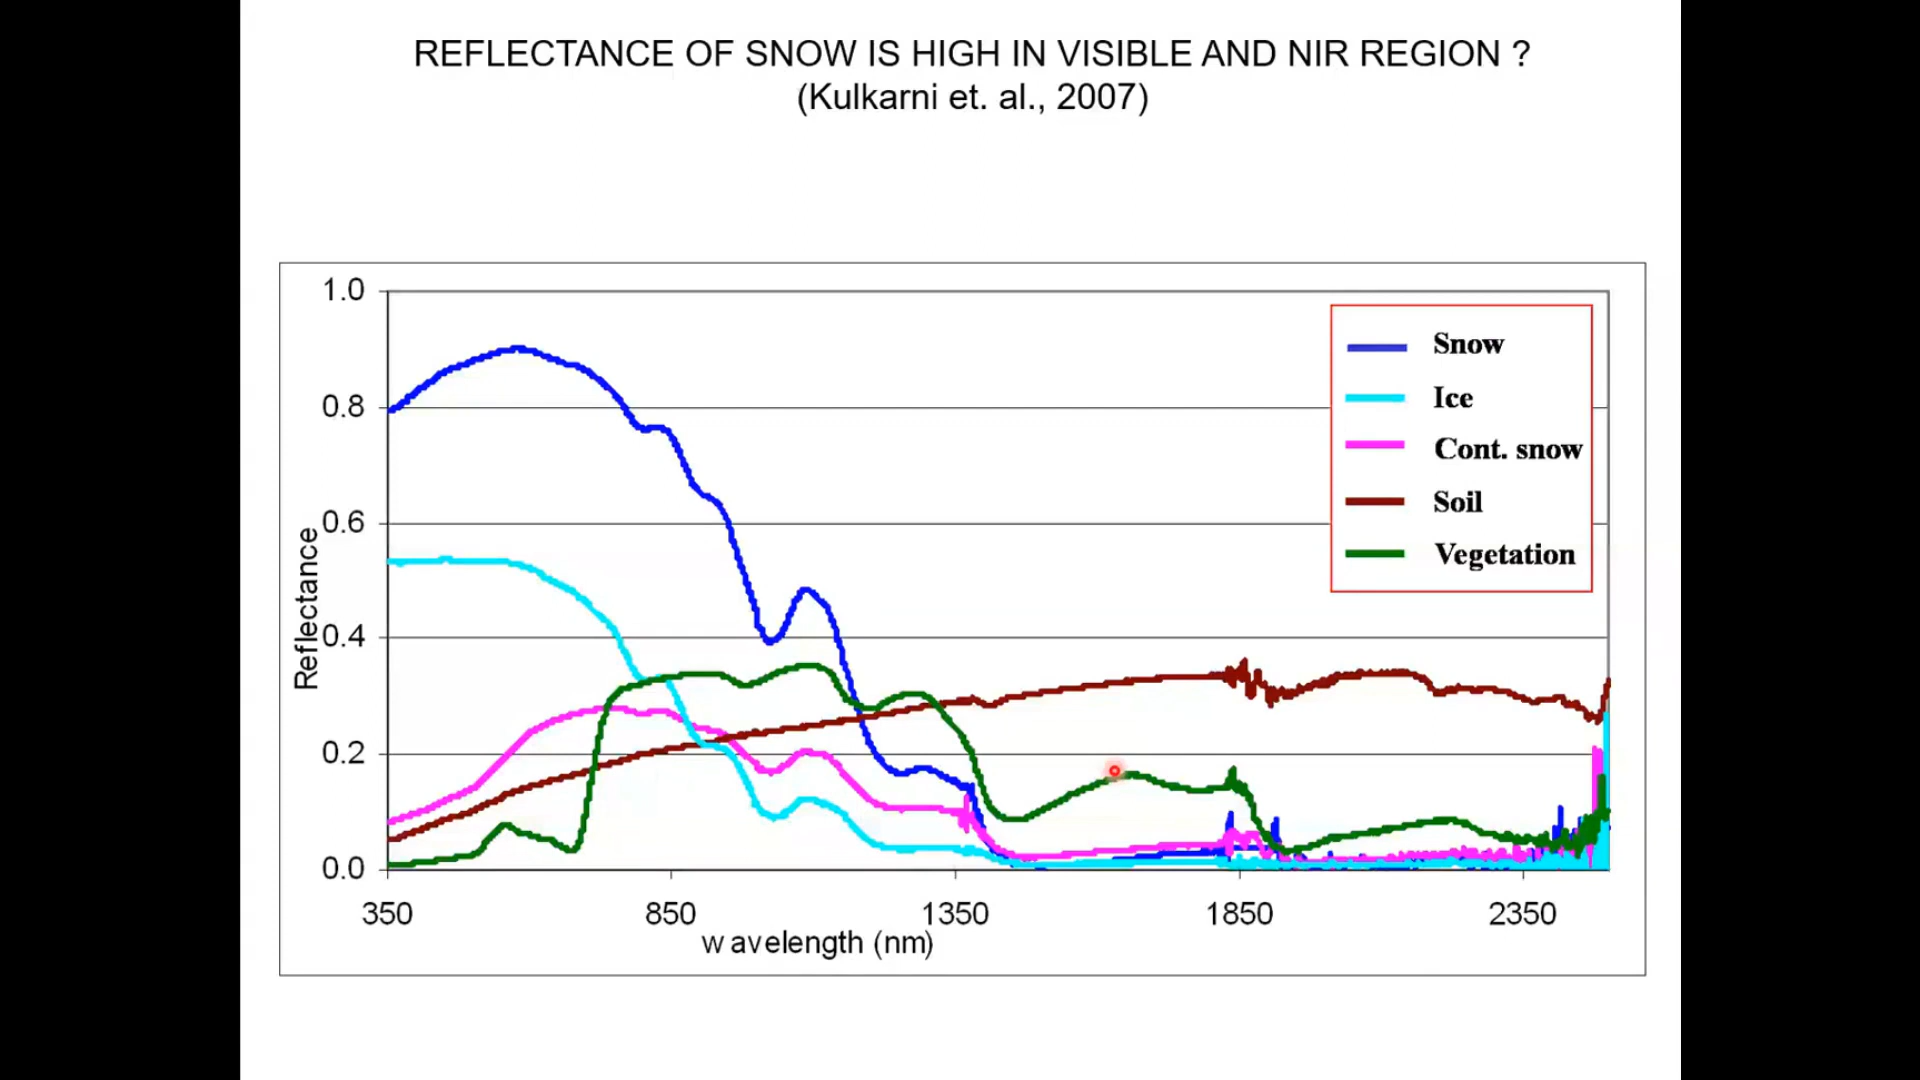 REFLECTANCE OF SNOW IS HIGH IN VISIBLE AND NIR REGION ?
(Kulkarni et. al., 2007)
1.0
0.8
0.6
0.4
0.2
0.0
Reflectance
Snow
Ice
Cont. snow
Soil
Vegetation
350 850 1350 1850 2350
wavelength (nm)